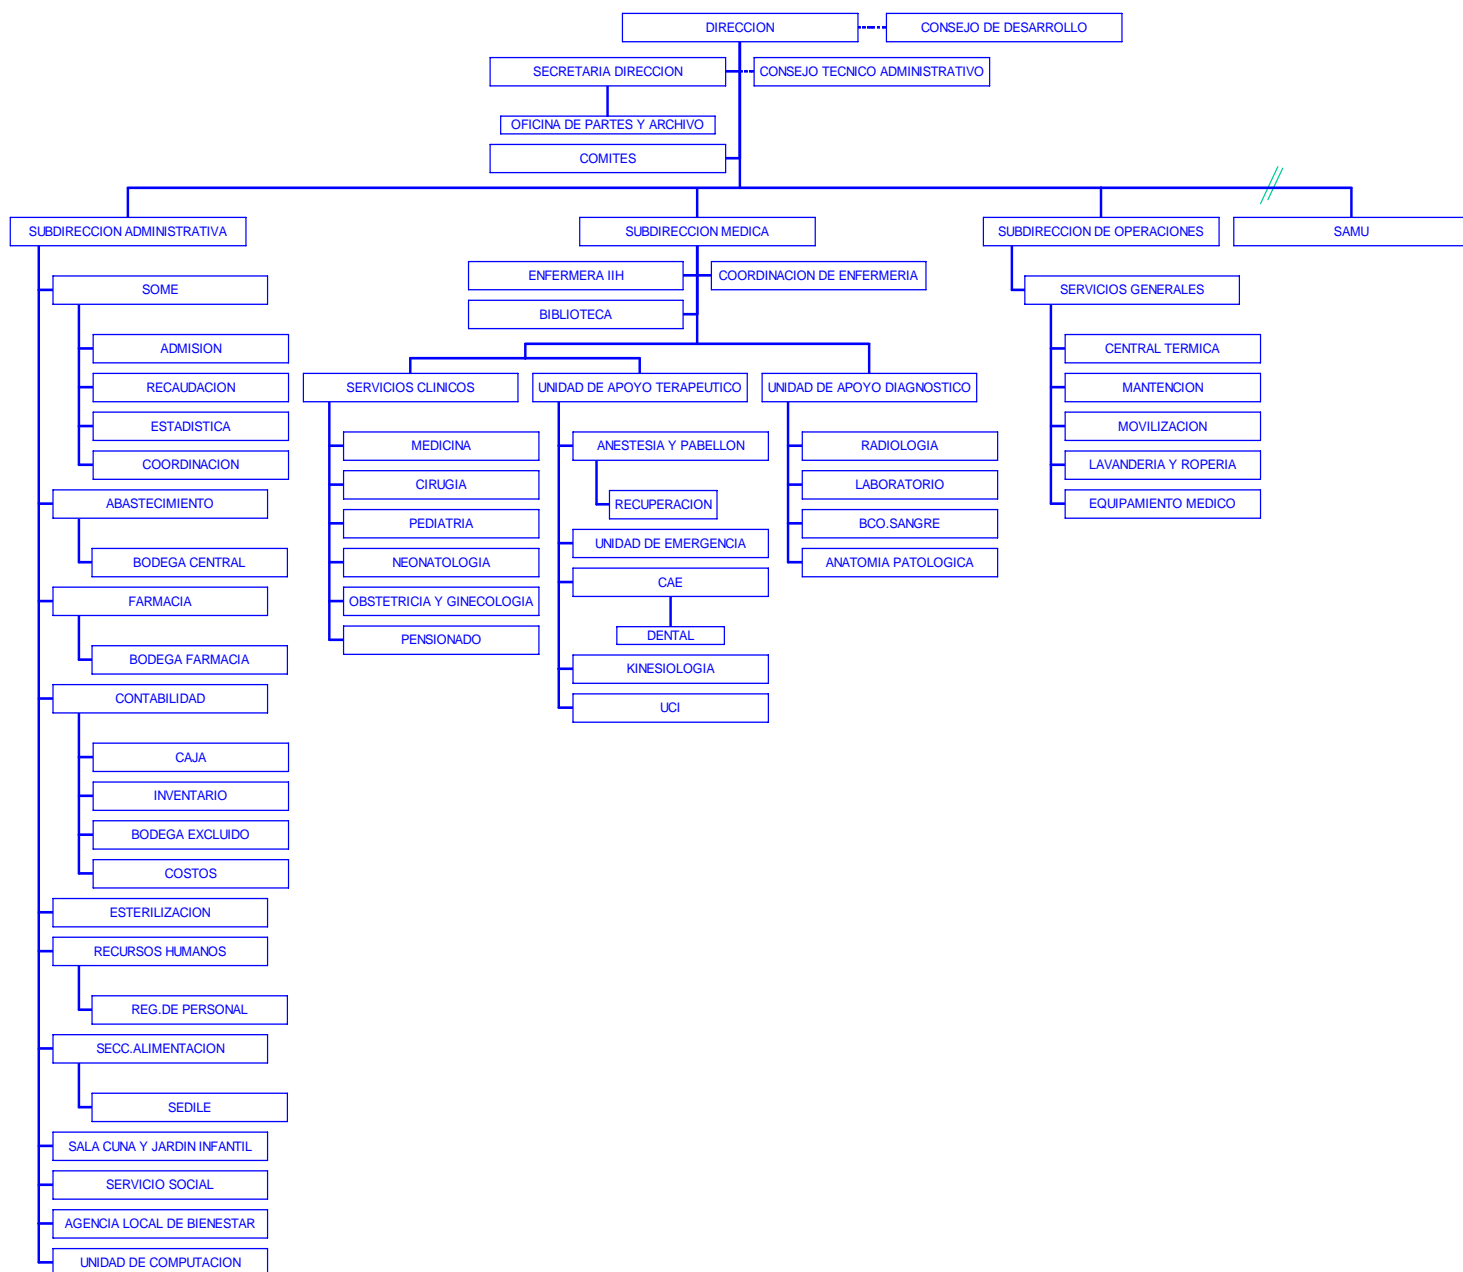 DIRECCION
CONSEJO DE DESARROLLO
SECRETARIA DIRECCION
CONSEJO TECNICO ADMINISTRATIVO
OFICINA DE PARTES Y ARCHIVO
COMITES
SUBDIRECCION ADMINISTRATIVA
SUBDIRECCION MEDICA
SUBDIRECCION DE OPERACIONES
SAMU
SOME
ADMISION
RECAUDACION
ESTADISTICA
COORDINACION
ABASTECIMIENTO
BODEGA CENTRAL
FARMACIA
BODEGA FARMACIA
CONTABILIDAD
CAJA
INVENTARIO
BODEGA EXCLUIDO
COSTOS
ESTERILIZACION
RECURSOS HUMANOS
REG.DE PERSONAL
SECC.ALIMENTACION
SEDILE
SALA CUNA Y JARDIN INFANTIL
SERVICIO SOCIAL
AGENCIA LOCAL DE BIENESTAR
UNIDAD DE COMPUTACION
ENFERMERA IIH
COORDINACION DE ENFERMERIA
BIBLIOTECA
SERVICIOS CLINICOS
MEDICINA
CIRUGIA
PEDIATRIA
NEONATOLOGIA
OBSTETRICIA Y GINECOLOGIA
PENSIONADO
UNIDAD DE APOYO TERAPEUTICO
ANESTESIA Y PABELLON
RECUPERACION
UNIDAD DE EMERGENCIA
CAE
DENTAL
KINESIOLOGIA
UCI
UNIDAD DE APOYO DIAGNOSTICO
RADIOLOGIA
LABORATORIO
BCO.SANGRE
ANATOMIA PATOLOGICA
SERVICIOS GENERALES
CENTRAL TERMICA
MANTENCION
MOVILIZACION
LAVANDERIA Y ROPERIA
EQUIPAMIENTO MEDICO